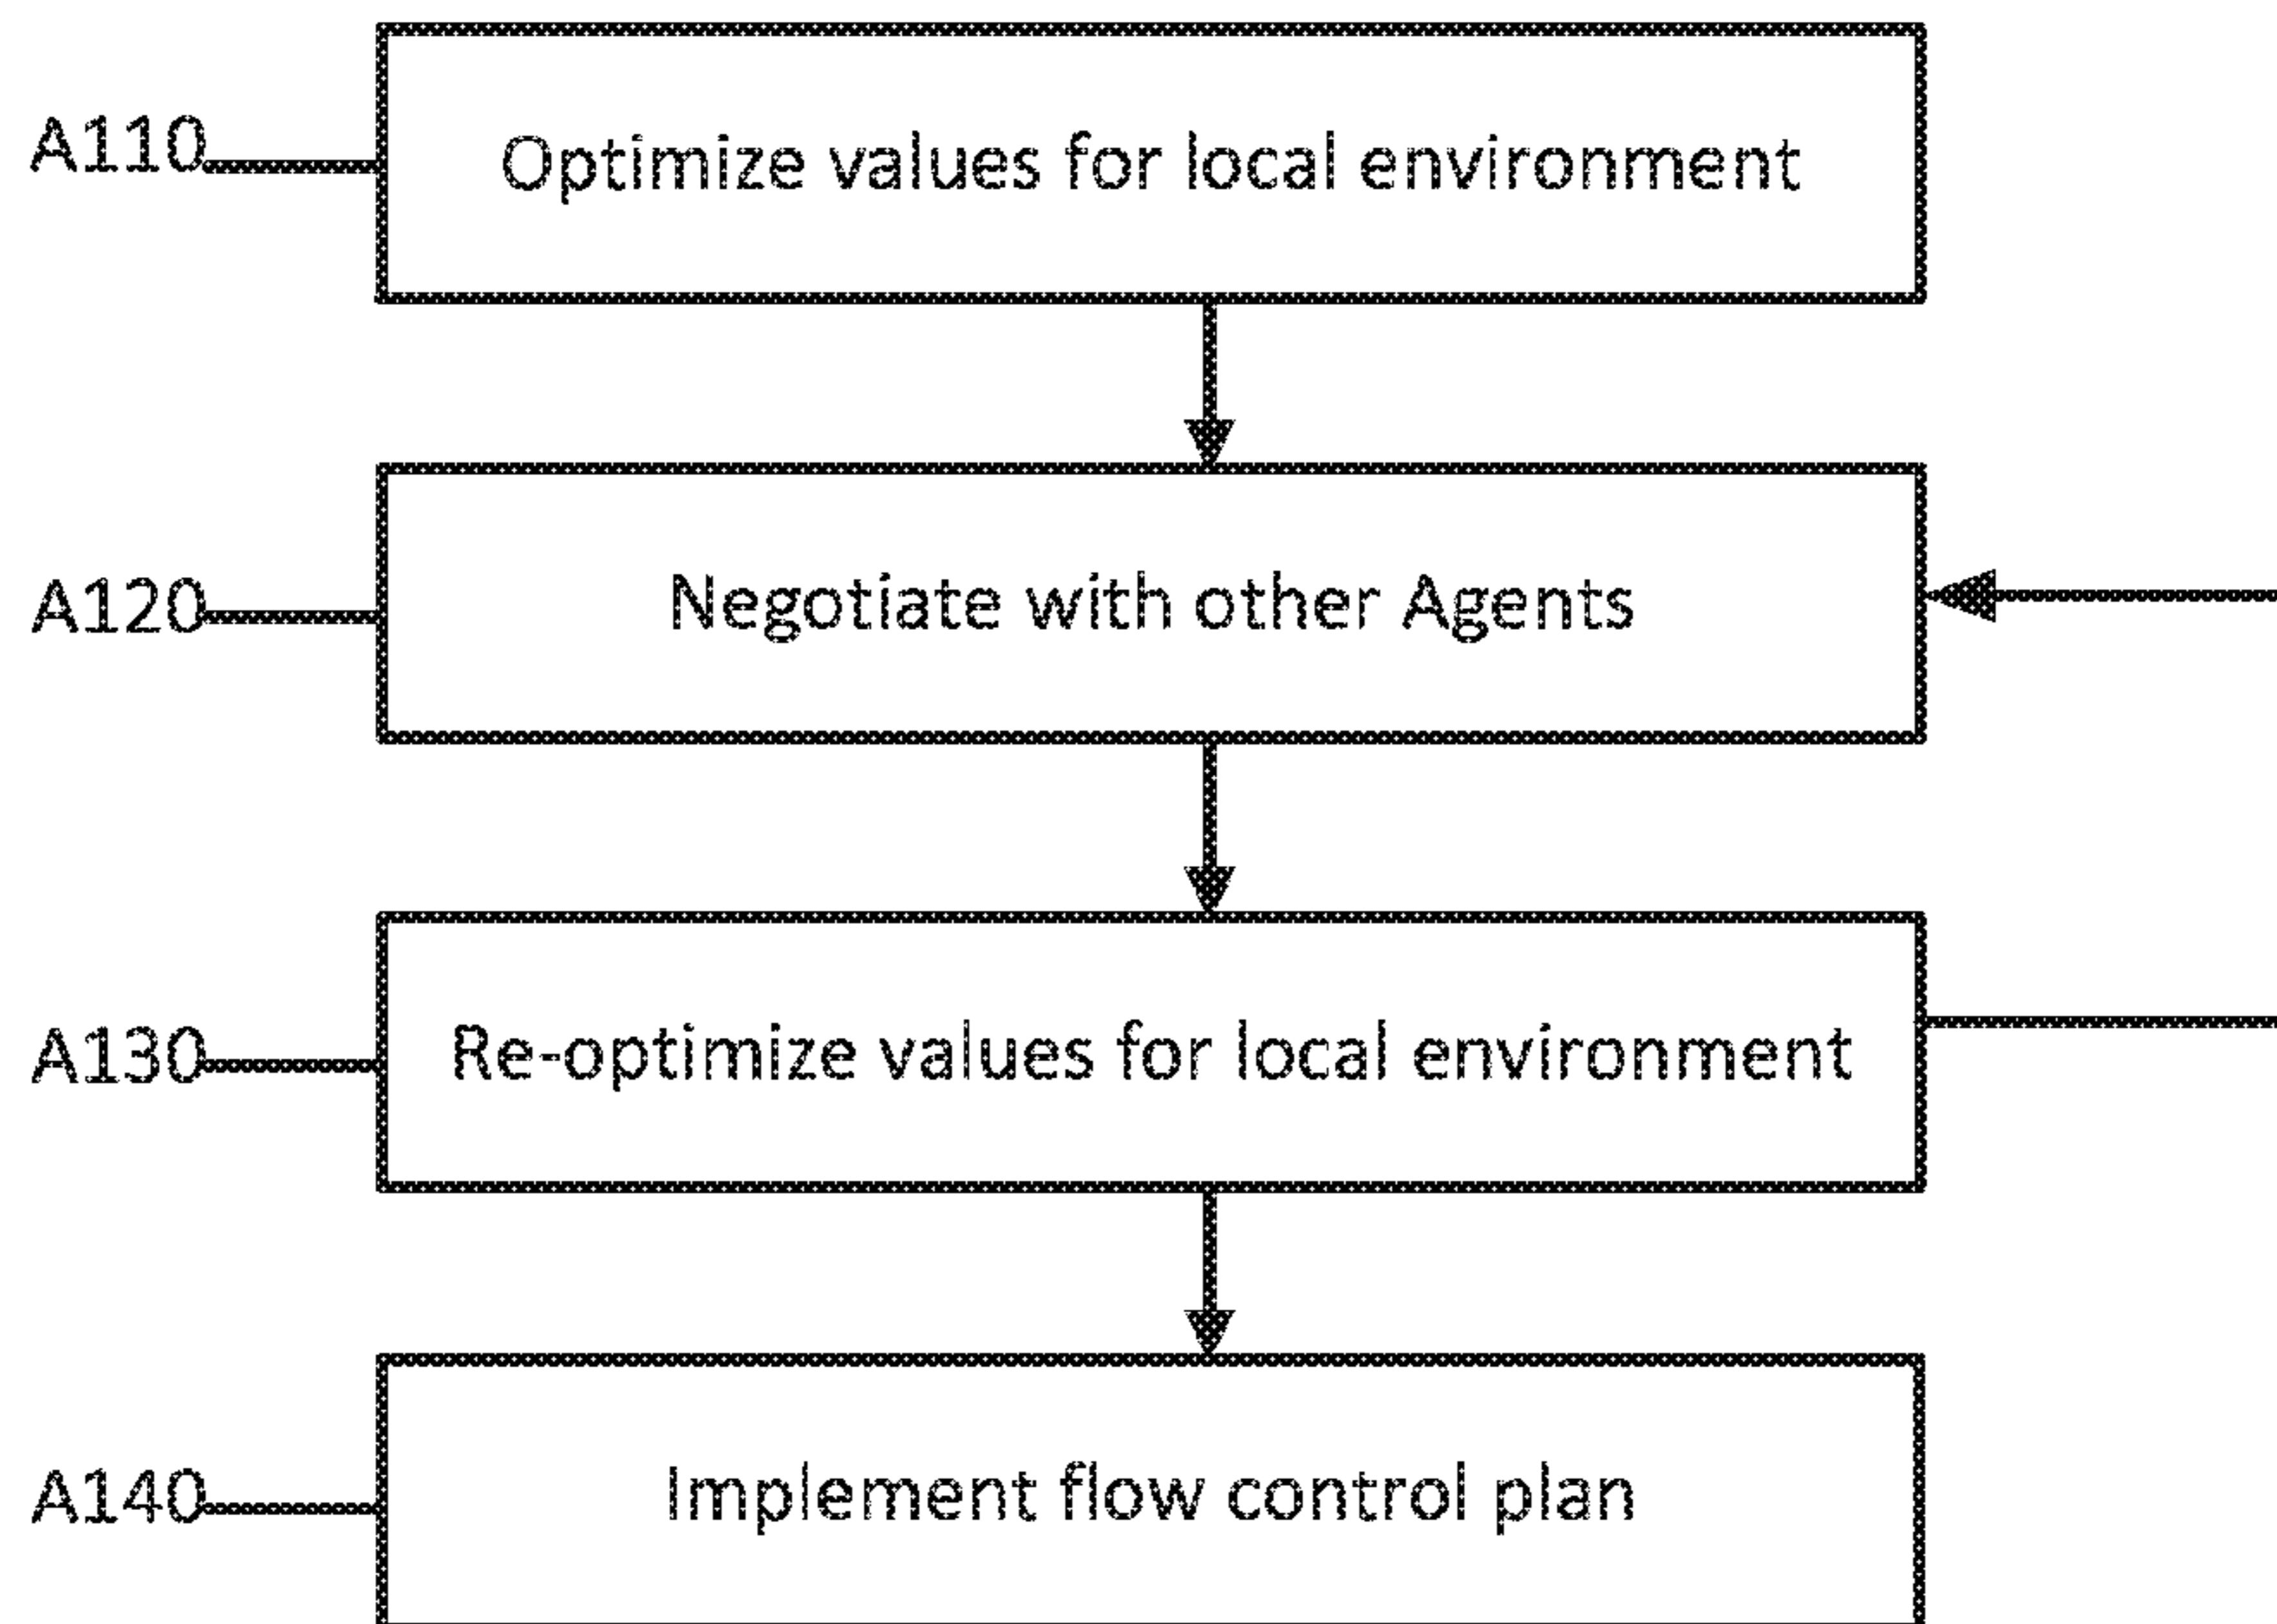 A110
Optimize values for local environment
A120
Negotiate with other Agents
A130
Re-optimize values for local environment
A140
Implement flow control plan